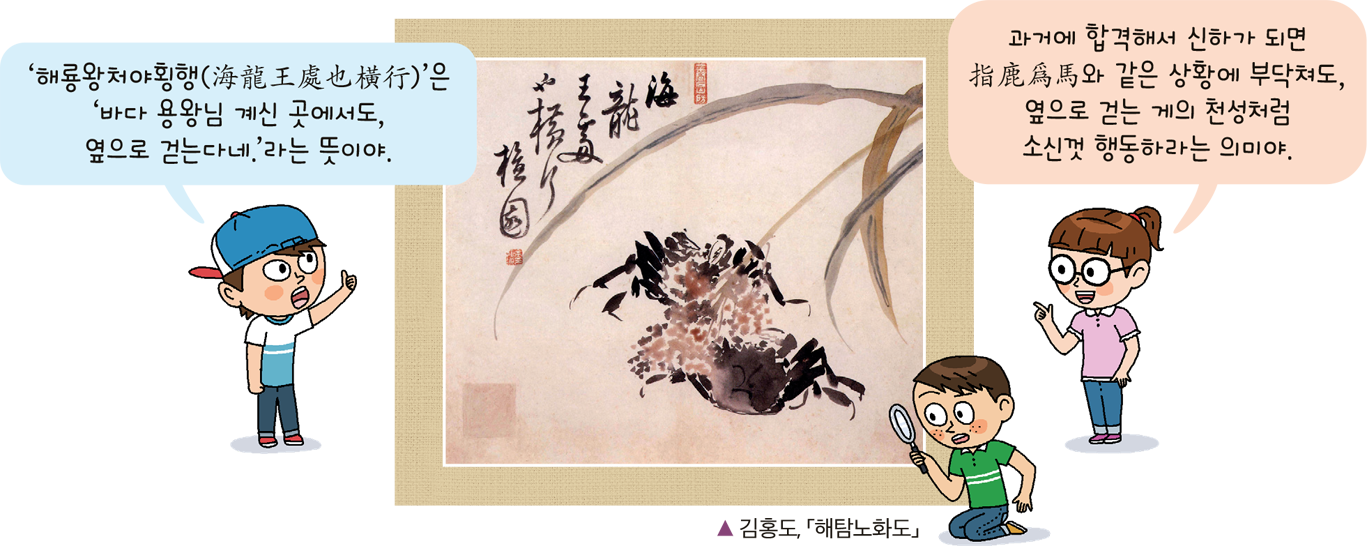 ‘해룡왕처야횡행(海龍王處也橫行)’은
‘바다 용왕님 계신 곳에서도,
옆으로 걷는다네.’라는 뜻이야.
海龍
王處
也橫行
檀園
과거에 합격해서 신하가 되면
指鹿爲馬와 같은 상황에 부닥쳐도,
옆으로 걷는 게의 천성처럼
소신껏 행동하라는 의미야.
▲ 김홍도, 「해탐노화도」